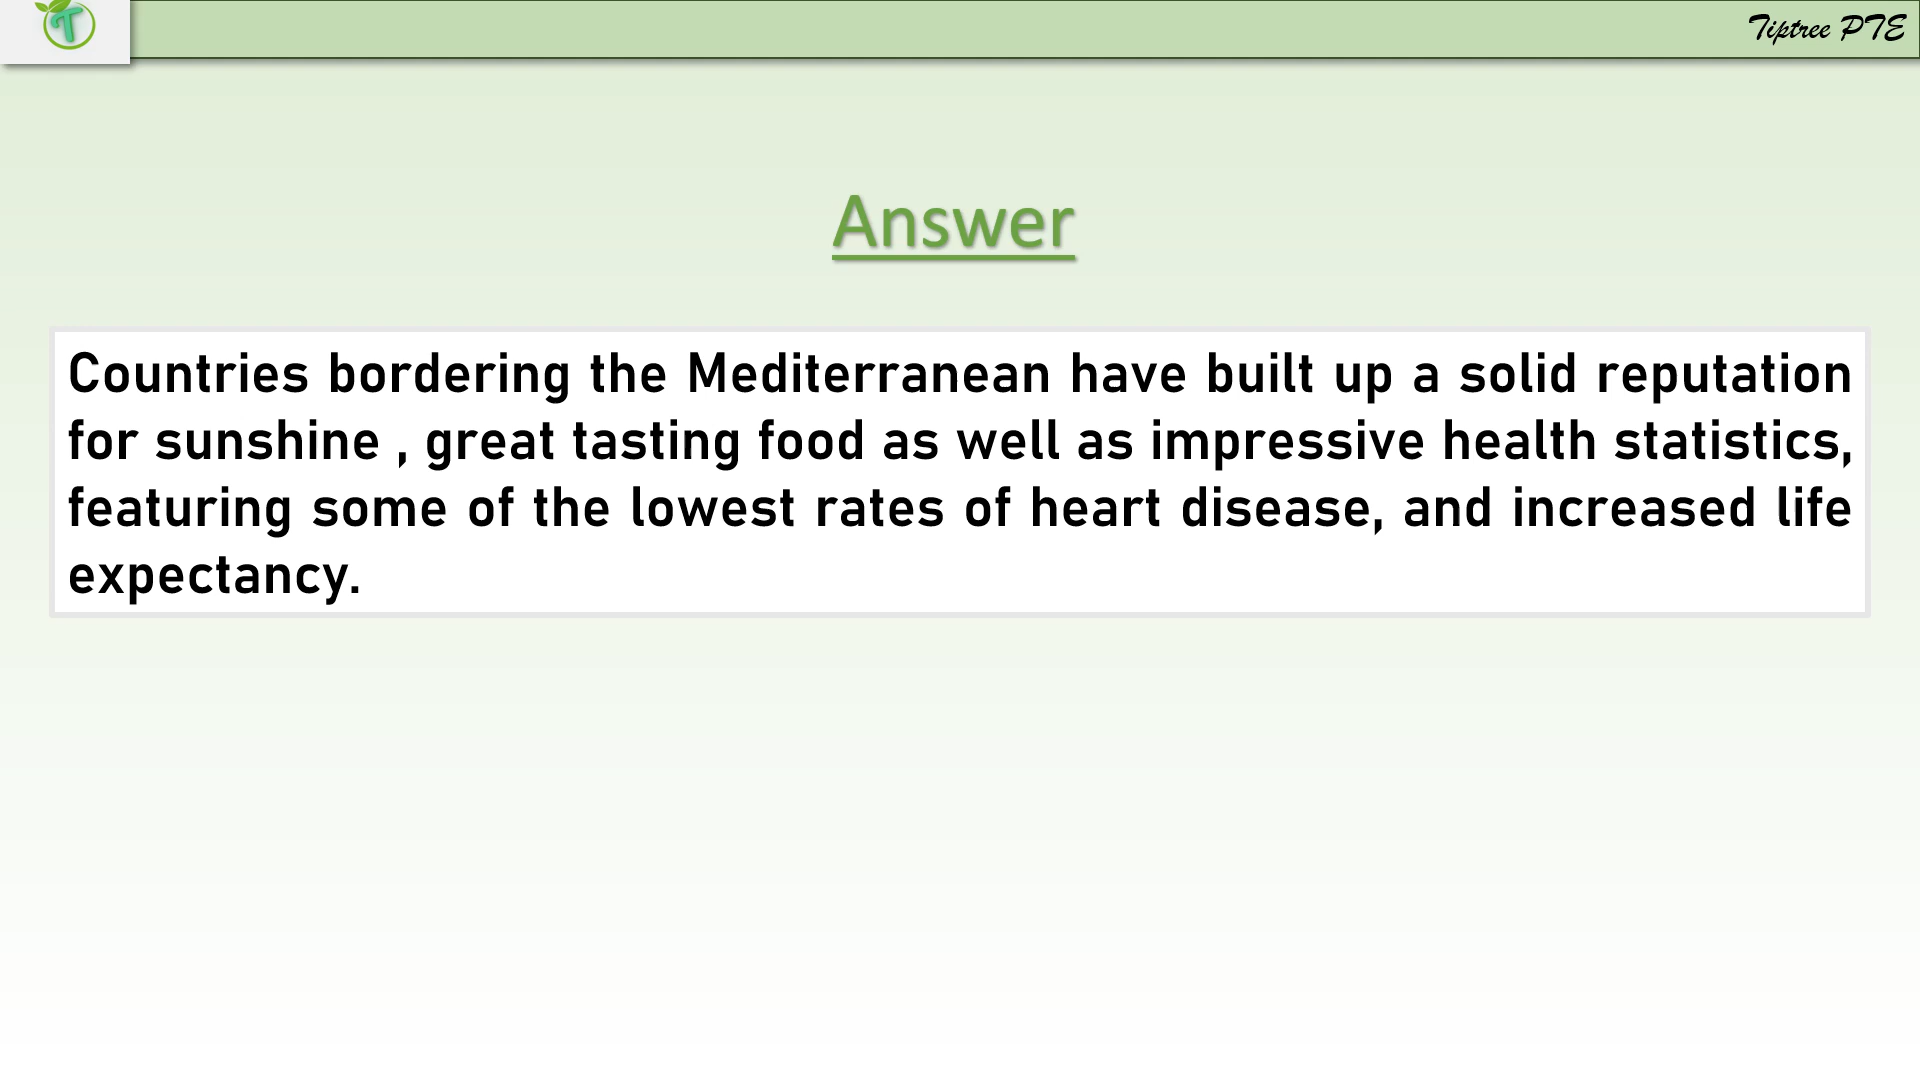 T
Tiptree PTE
Answer
Countries bordering the Mediterranean have built up a solid reputation
for sunshine , great tasting food as well as impressive health statistics,
featuring some of the lowest rates of heart disease, and increased life
expectancy.